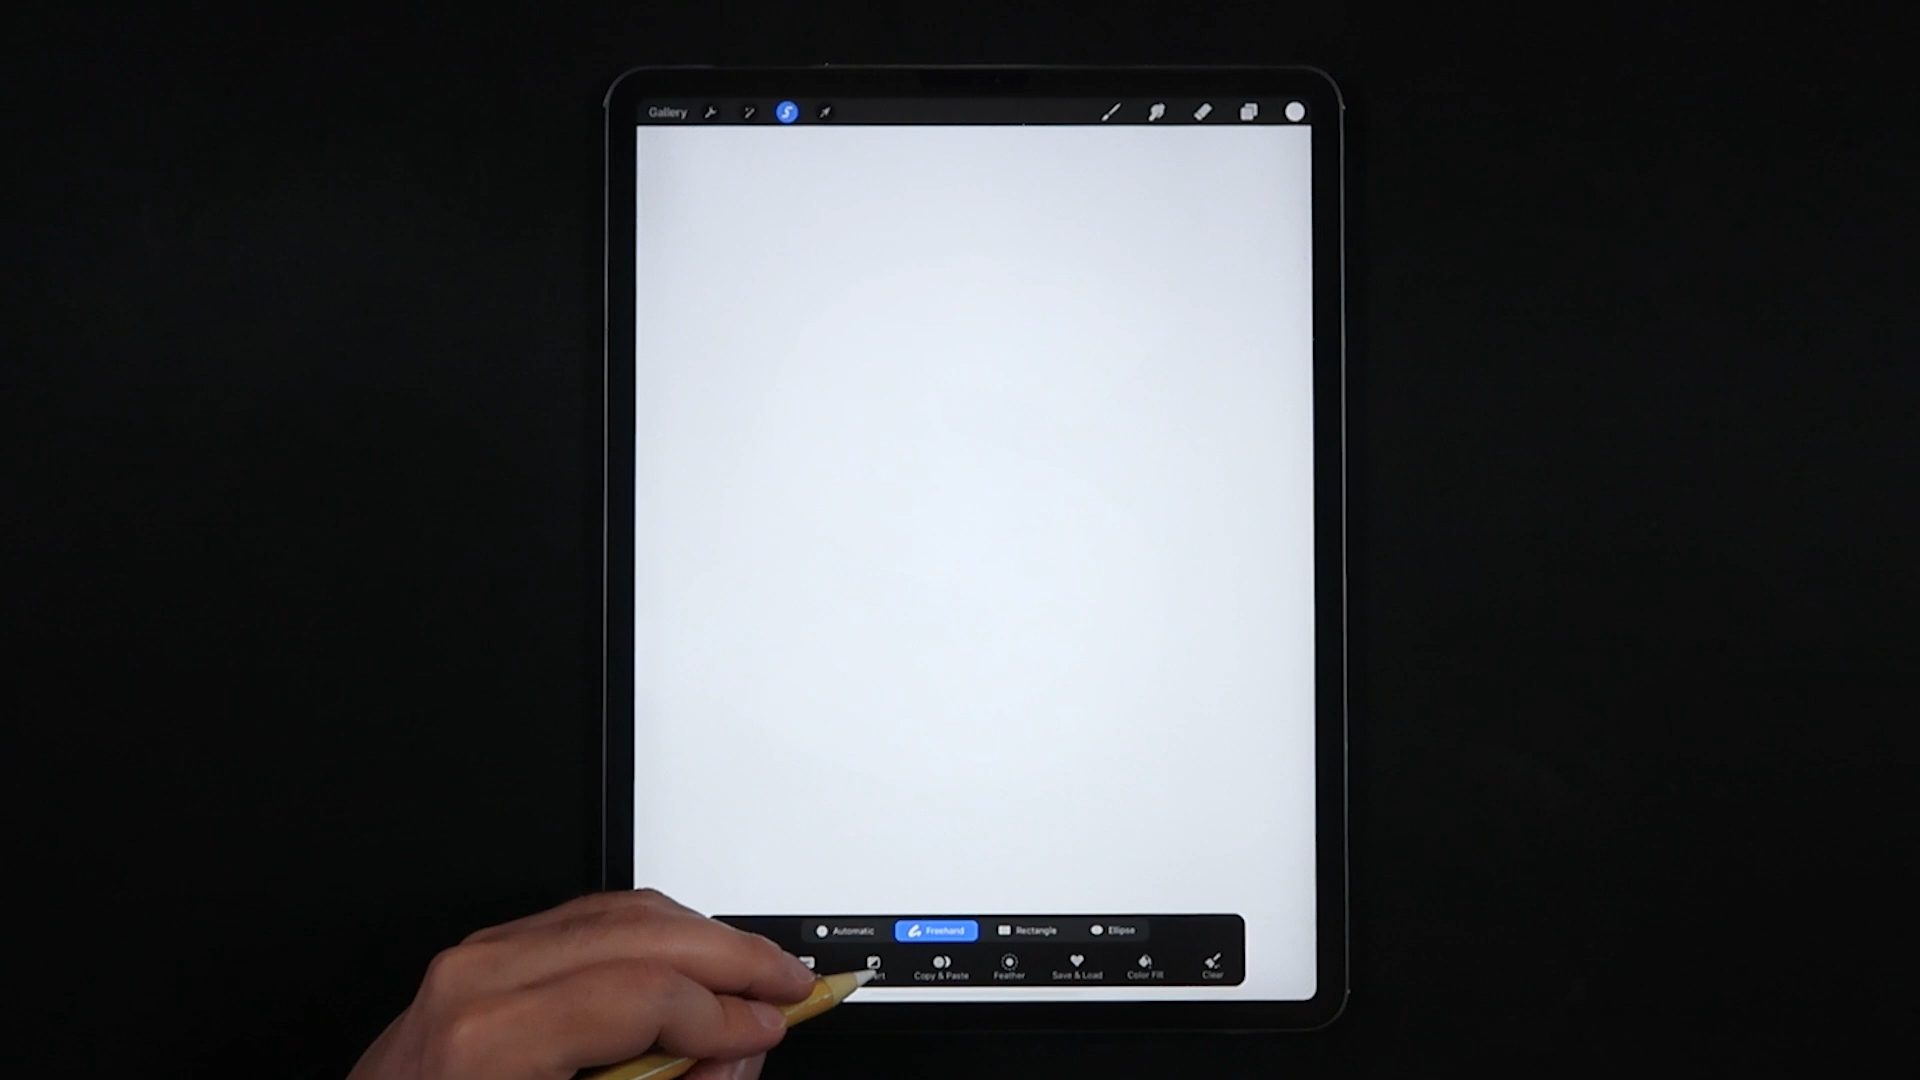 Gallery
Automatic Freehand Rectangle Ellipse
Copy & Paste Feather Save & Load Color Fill Clear